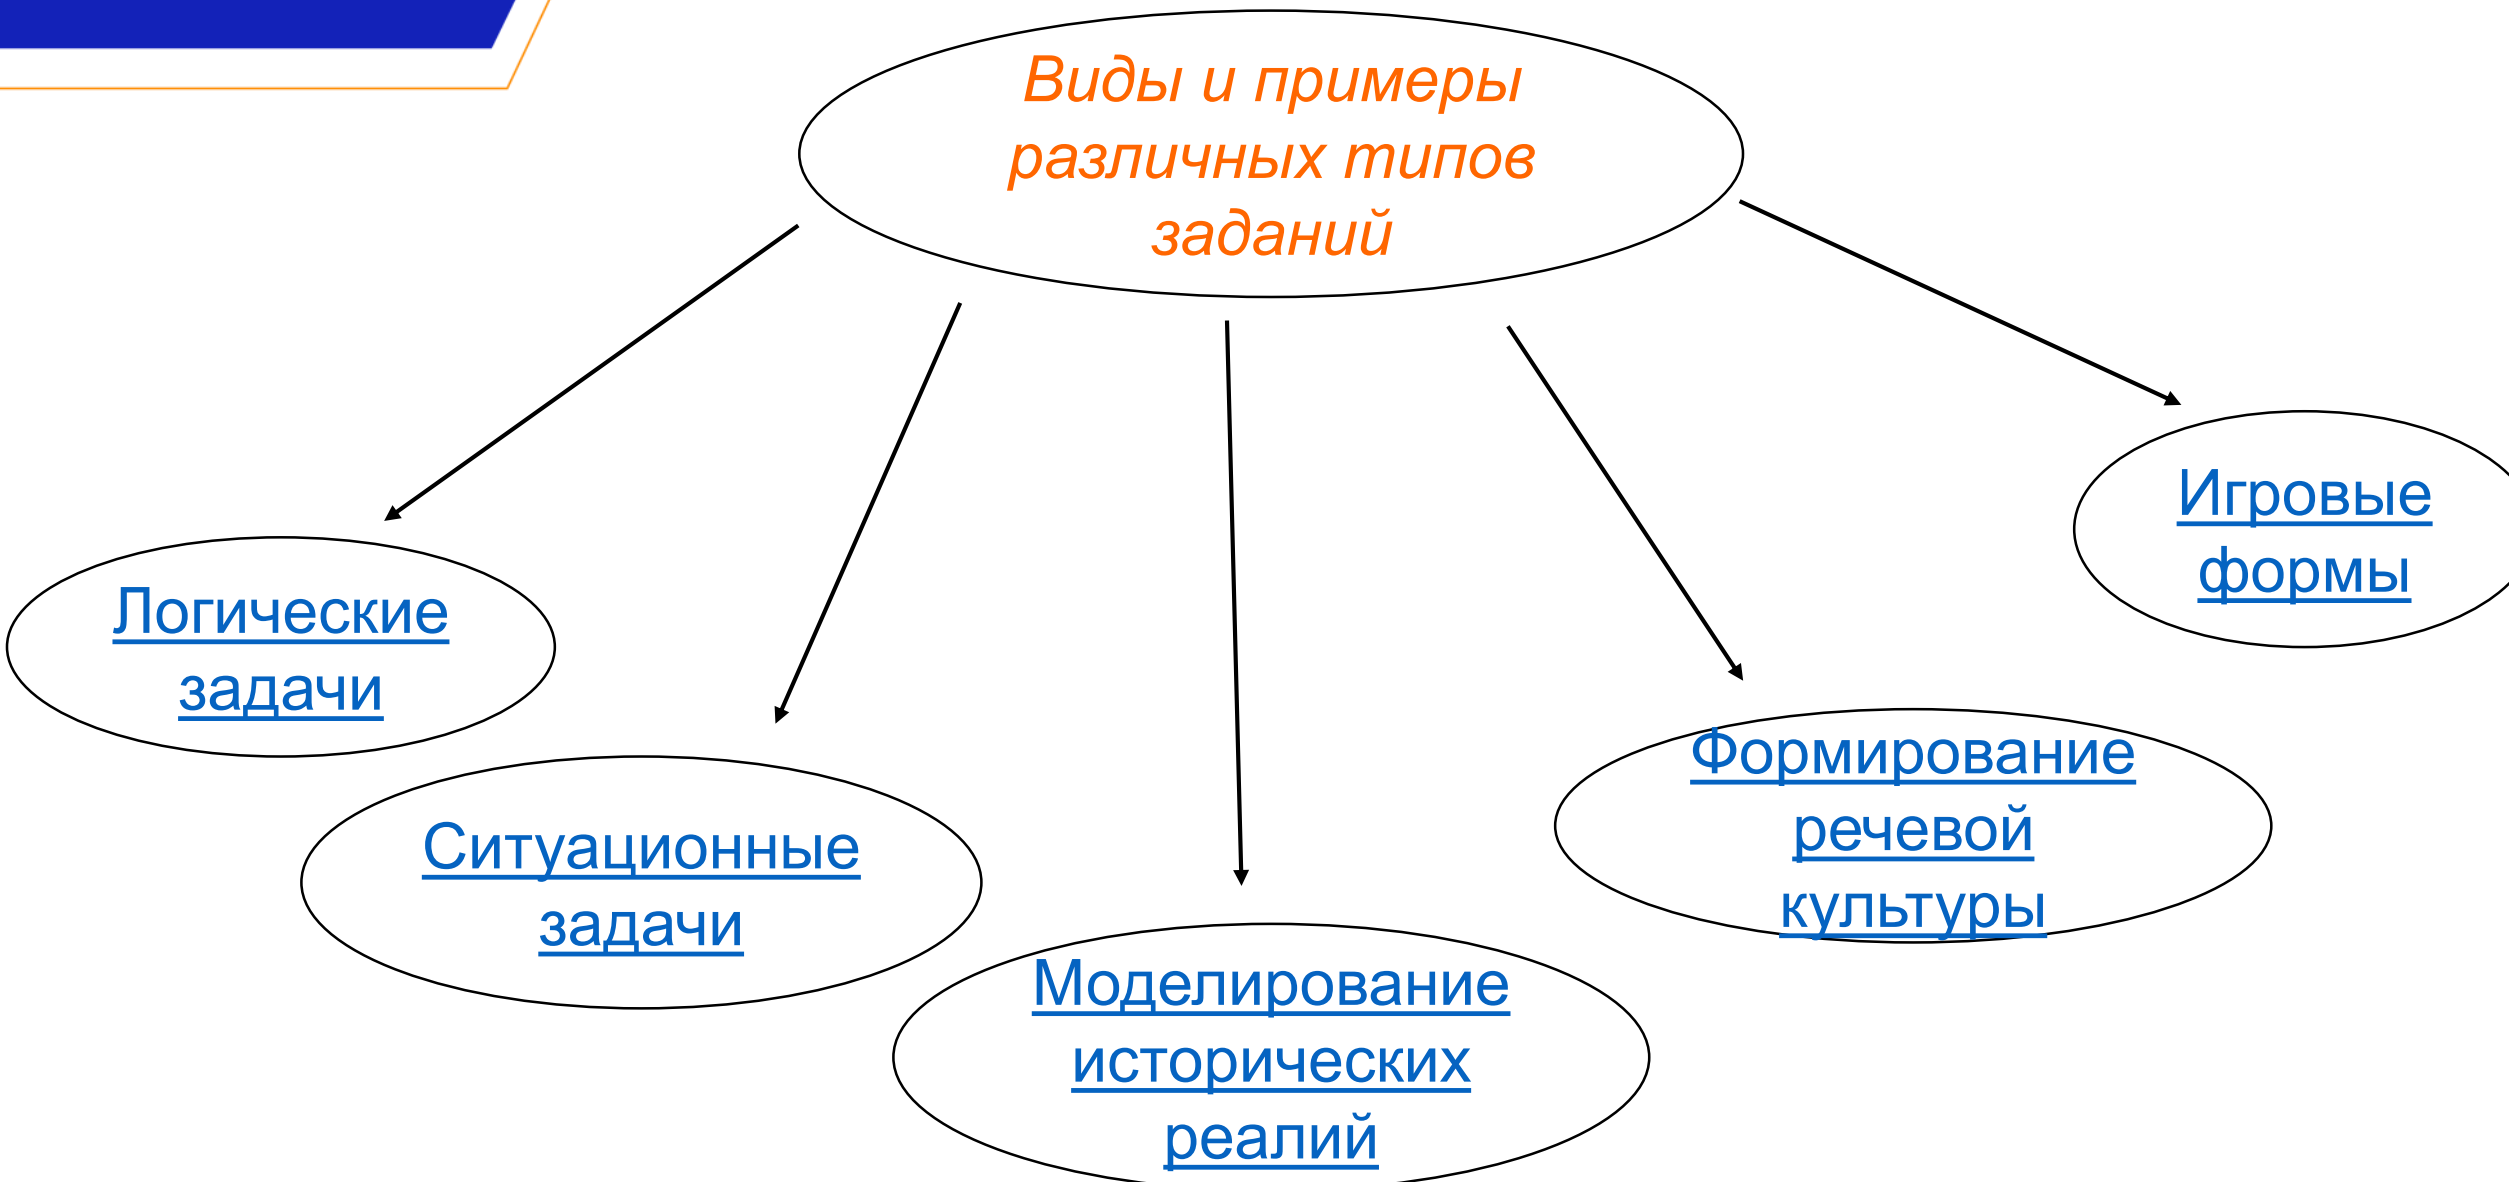 Виды и примеры
различных типов
заданий
Логические
задачи
Ситуационные
задачи
Моделирование
исторических
реалий
Формирование
речевой
культуры
Игровые
формы